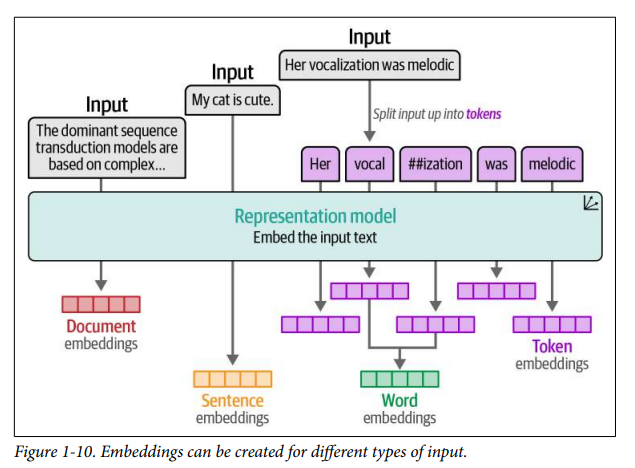 Input
Her vocalization was melodic
Input
My cat is cute.
Split input up into tokens
Input
The dominant sequence
transduction models are
based on complex...
Her
vocal
##ization
was
melodic
Representation model
Embed the input text
Document
embeddings
Sentence
embeddings
Word
embeddings
Token
embeddings
Figure 1-10. Embeddings can be created for different types of input.